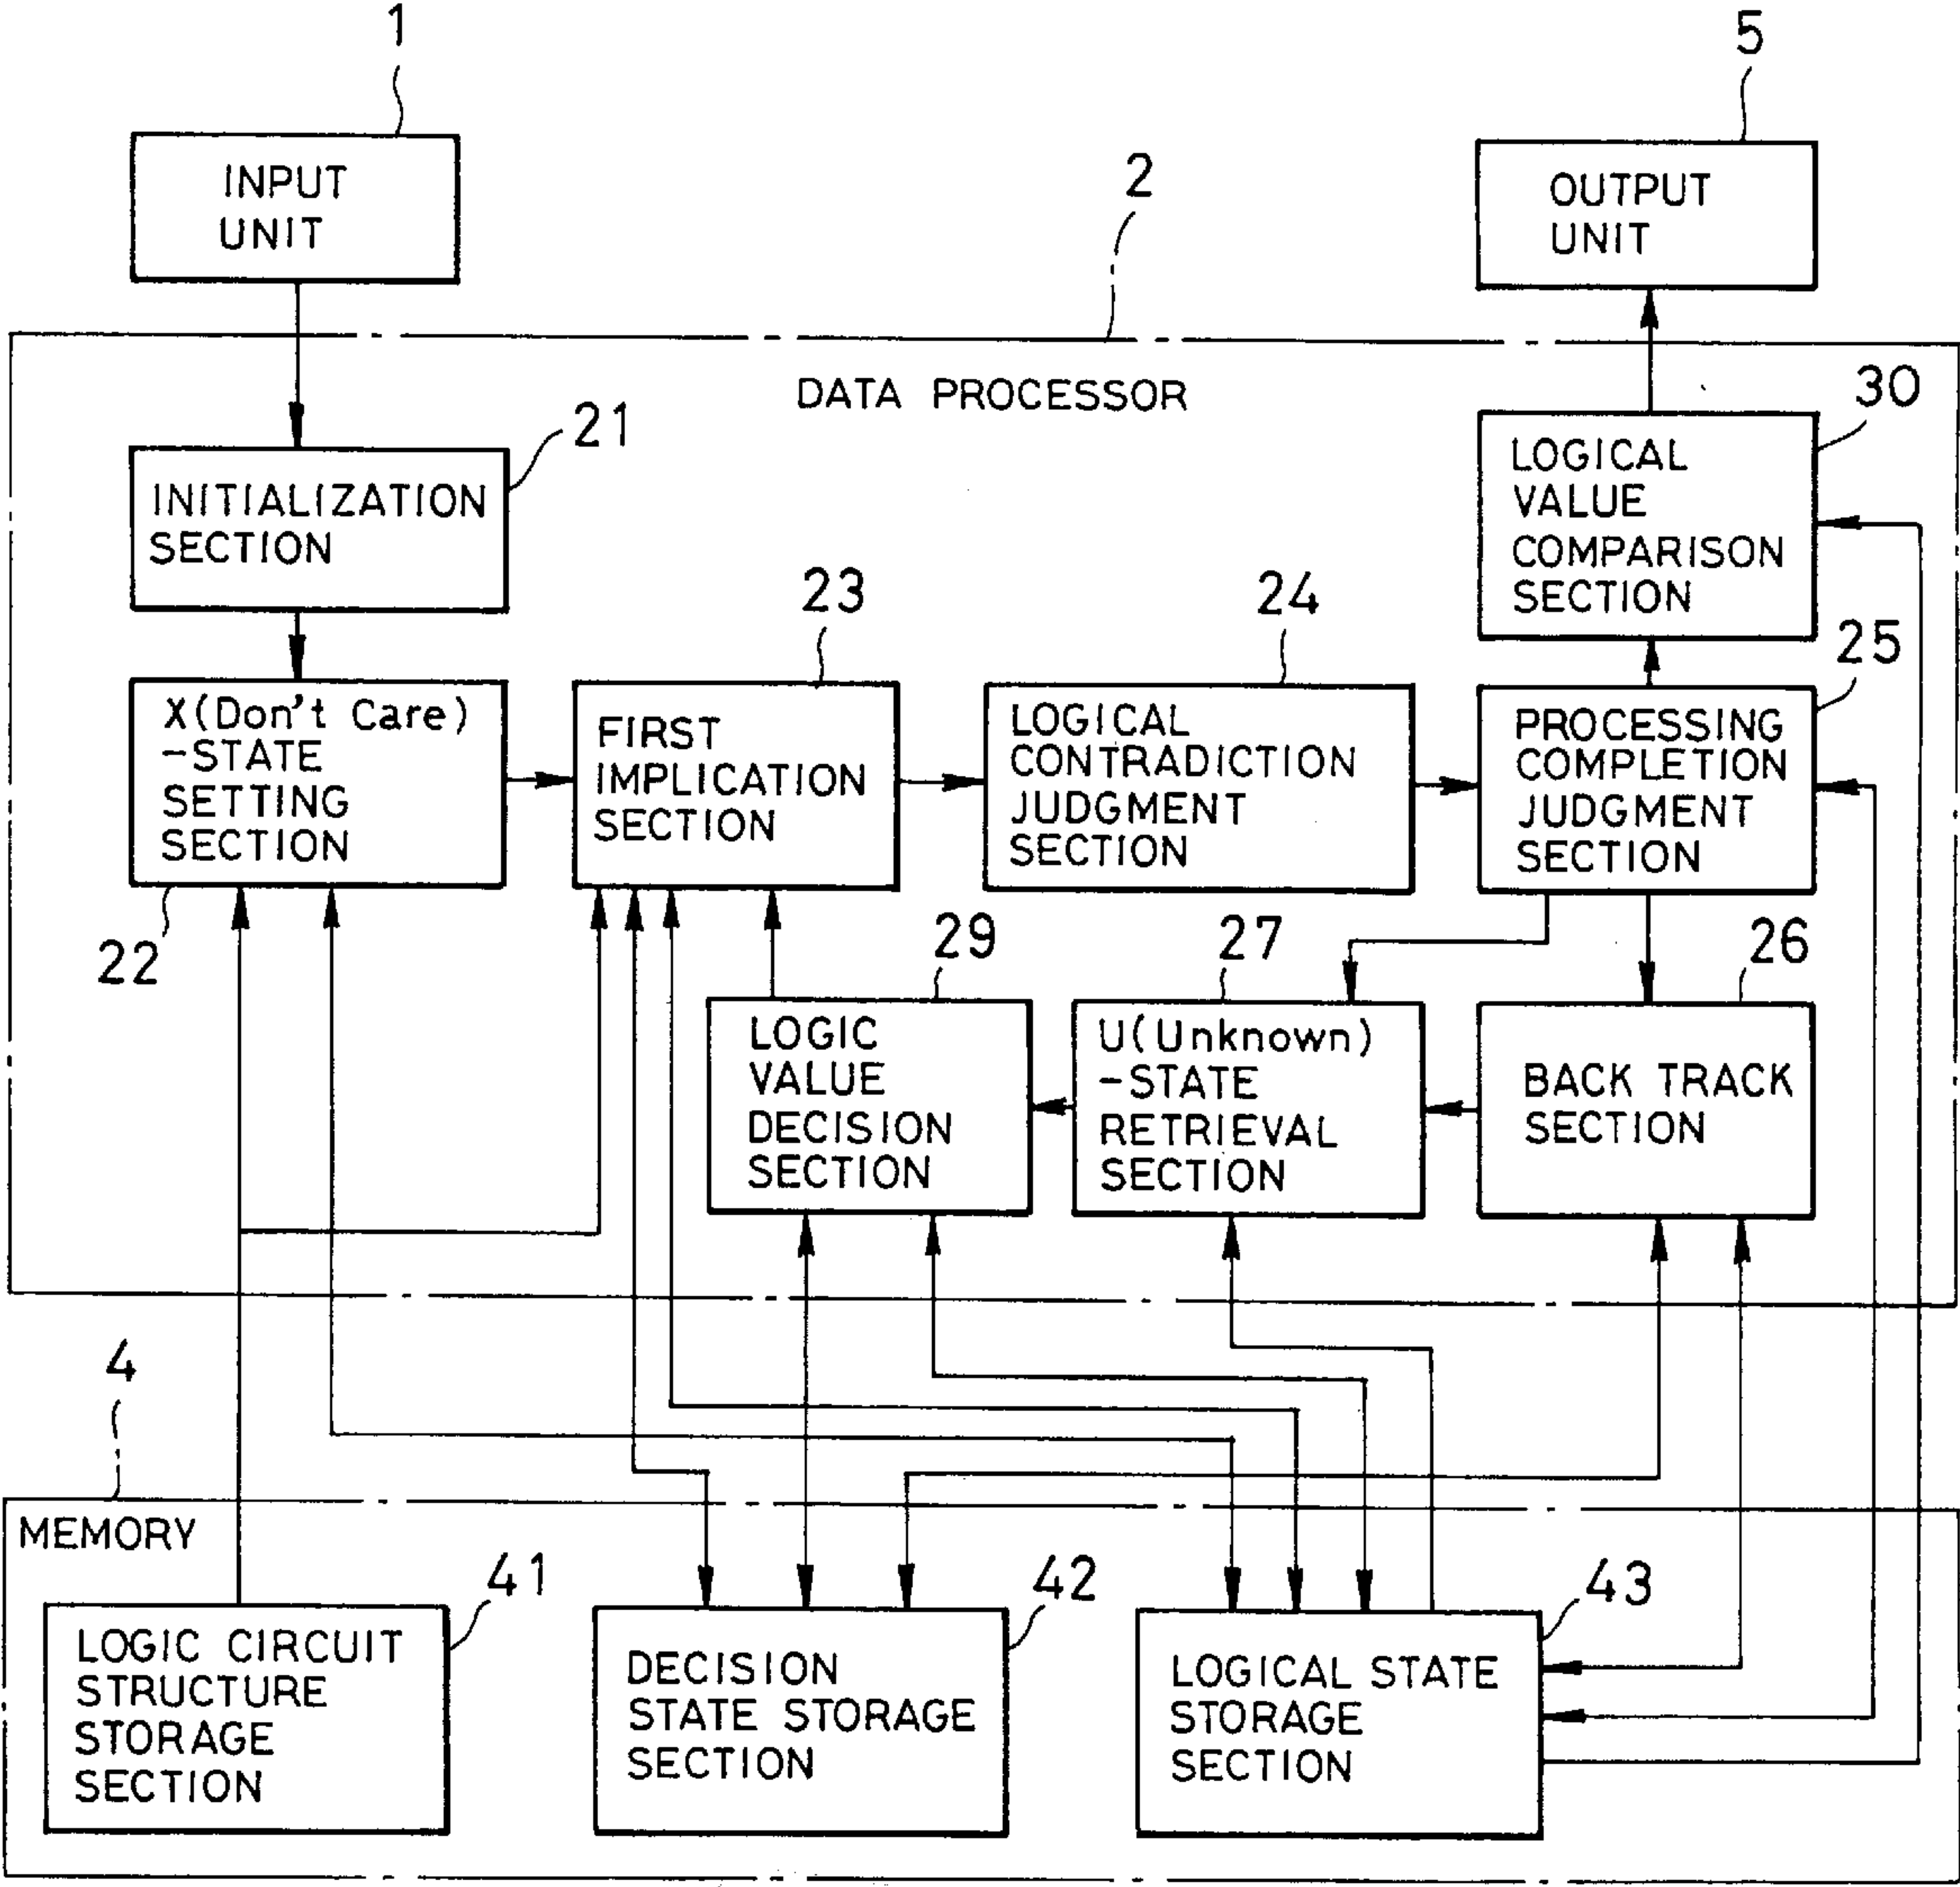 1
5
INPUT
UNIT
2
OUTPUT
UNIT
DATA PROCESSOR
30
21
LOGICAL
VALUE
COMPARISON
SECTION
INITIALIZATION
SECTION
23
24
25
X(Don't Care)
-STATE
SETTING
SECTION
FIRST
IMPLICATION
SECTION
LOGICAL
CONTRADICTION
JUDGMENT
SECTION
PROCESSING
COMPLETION
JUDGMENT
SECTION
22
29
27
26
LOGIC
VALUE
DECISION
SECTION
U(Unknown)
-STATE
RETRIEVAL
SECTION
BACK TRACK
SECTION
4
MEMORY
41
42
43
LOGIC CIRCUIT
STRUCTURE
STORAGE
SECTION
DECISION
STATE STORAGE
SECTION
LOGICAL STATE
STORAGE
SECTION